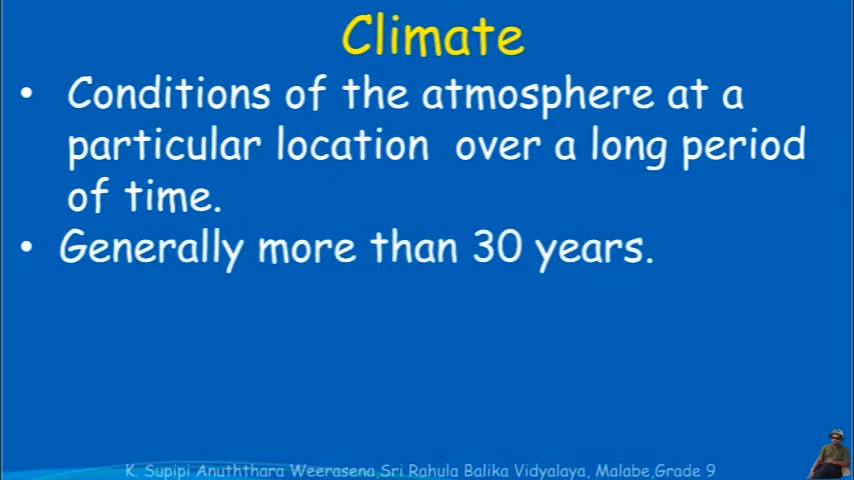 Climate
• Conditions of the atmosphere at a
particular location over a long period
of time.
• Generally more than 30 years.
K. Supipi Anuththara Weerasena,Sri Rahula Balika Vidyalaya, Malabe,Grade 9